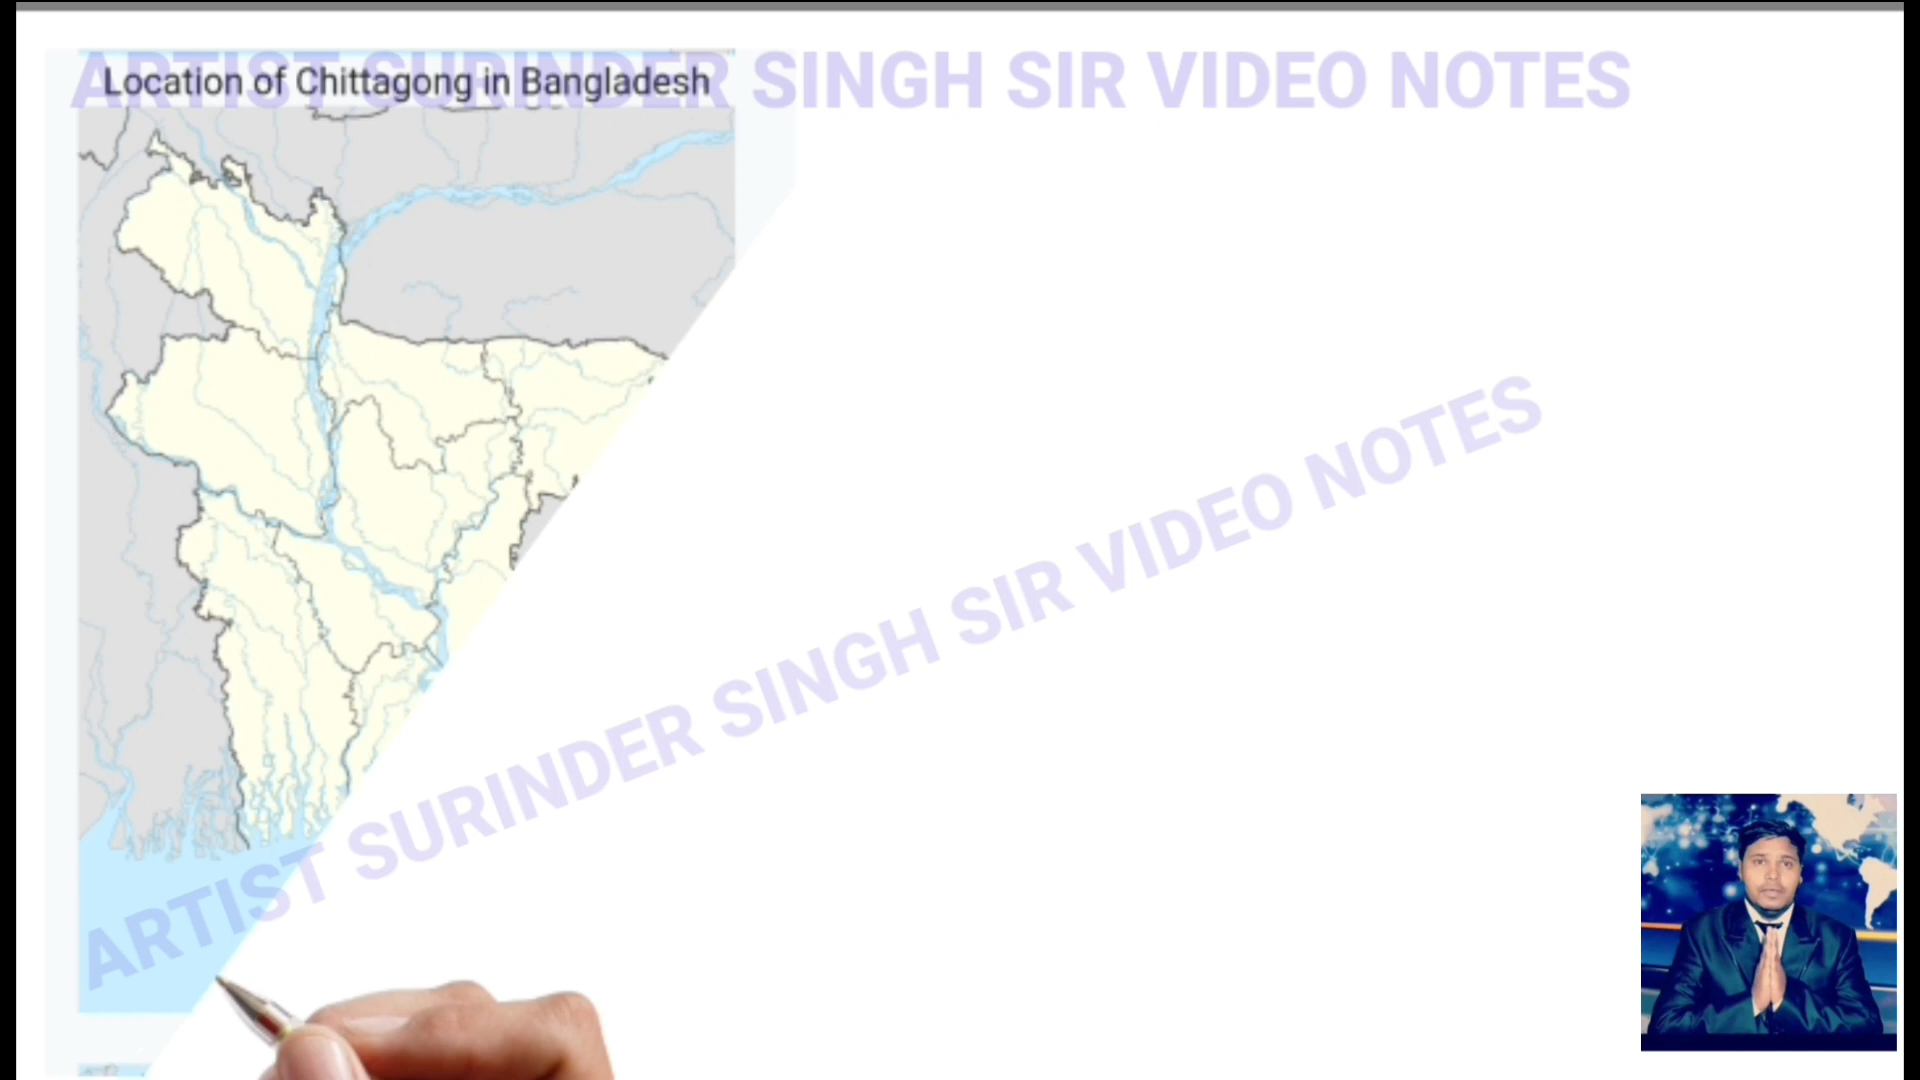 ARTIST SURINDER SINGH SIR VIDEO NOTES
Location of Chittagong in Bangladesh
ARTIST SURINDER SINGH SIR VIDEO NOTES